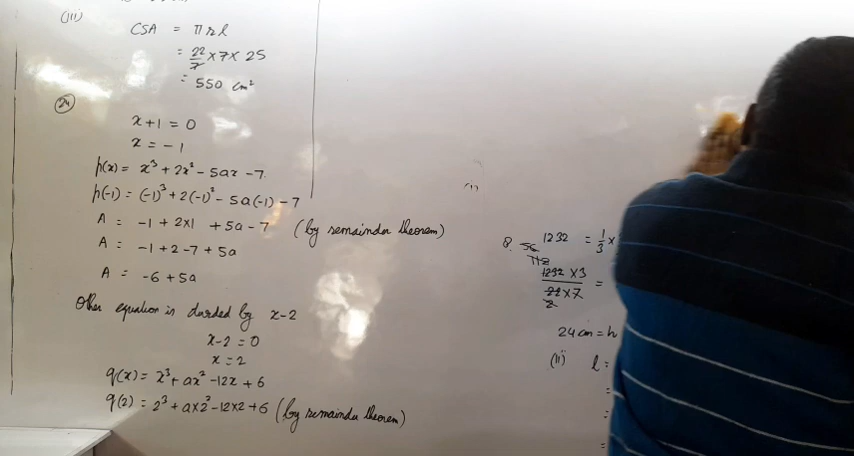 (iii)
CSA = πrl
= 22/7 × 7 × 25
= 550 cm²
24
x+1 = 0
x = -1
p(x) = x³ + 2x² - 5ax - 7
p(-1) = (-1)³ + 2(-1)² - 5a(-1) - 7
A = -1 + 2×1 + 5a - 7 (by remainder theorem)
A = -1 + 2 - 7 + 5a
A = -6 + 5a
Other equation is divided by x-2
x-2 = 0
x = 2
q(x) = x³ + ax² - 12x + 6
q(2) = 2³ + a×2² - 12×2 + 6 (by remainder theorem)
1232 = 1/3 ×
1232 × 3 / 22 × 7 =
24 cm = h
(ii) l =
=
=
=